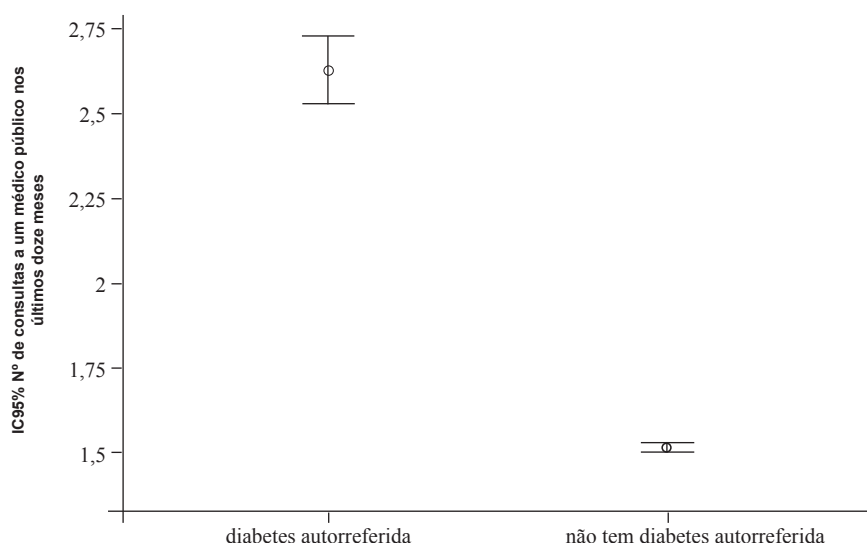 IC95% Nº de consultas a um médico público nos
últimos doze meses
2,75
2,5
2,25
2
1,75
1,5
diabetes autorreferida
não tem diabetes autorreferida